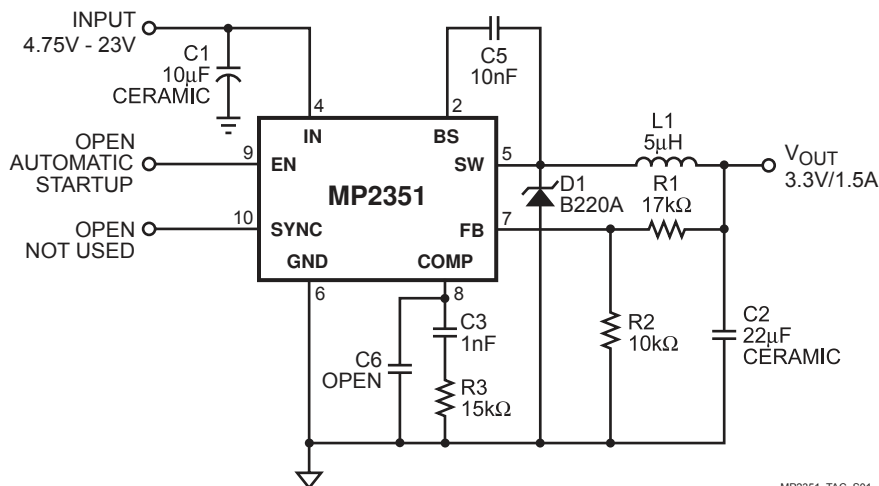 INPUT
4.75V - 23V
C1
10µF
CERAMIC
C5
10nF
4
2
IN
BS
OPEN
AUTOMATIC
STARTUP
9
EN
SW
5
L1
5µH
VOUT
3.3V/1.5A
MP2351
D1
B220A
R1
17kΩ
OPEN
NOT USED
10
SYNC
FB
7
GND
COMP
6
8
C3
1nF
R2
10kΩ
C2
22µF
CERAMIC
C6
OPEN
R3
15kΩ